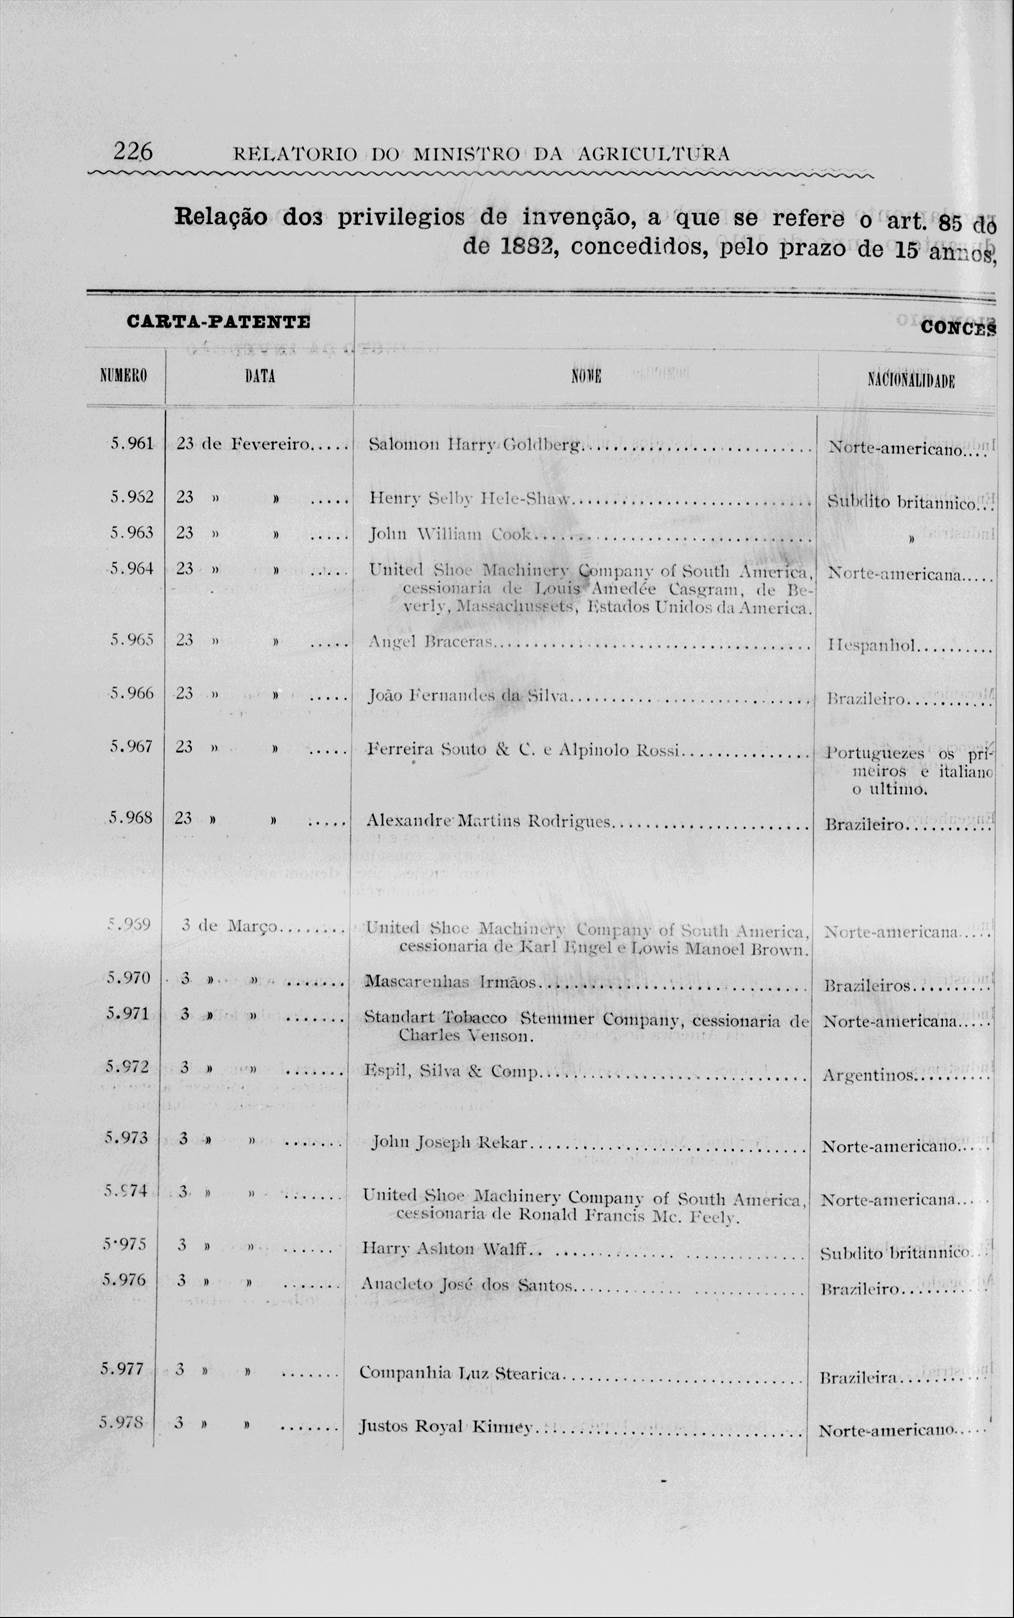 226 RELATORIO DO MINISTRO DA AGRICULTURA
Relação dos privilegios de invenção, a que se refere o art. 85 do
de 1882, concedidos, pelo prazo de 15 annos,
CARTA-PATENTE CONCES
NUMERO DATA NOME NACIONALIDADE
5.961 23 de Fevereiro..... Salomon Harry Goldberg............................ Norte-americano....
5.962 23 » » ..... Henry Selby Hele-Shaw............................. Subdito britannico...
5.963 23 » » ..... John William Cook................................. »
5.964 23 » » ..... United Shoe Machinery Company of South America, Norte-americana.....
cessionaria de Louis Amedée Casgram, de Be-
verly, Massachussets, Estados Unidos da America.
5.965 23 » » ..... Angel Braceras...................................... Hespanhol..........
5.966 23 » » ..... João Fernandes da Silva............................. Brazileiro...........
5.967 23 » » ..... Ferreira Souto & C. e Alpinolo Rossi................ Portuguezes os pri-
meiros e italiano
o ultimo.
5.968 23 » » ..... Alexandre Martins Rodrigues........................ Brazileiro...........
5.969 3 de Março........ United Shoe Machinery Company of South America, Norte-americana.....
cessionaria de Karl Engel e Lowis Manoel Brown.
5.970 3 » » ....... Mascarenhas Irmãos................................ Brazileiros..........
5.971 3 » » ....... Standart Tobacco Stemmer Company, cessionaria de Norte-americana.....
Charles Venson.
5.972 3 » » ....... Espil, Silva & Comp................................ Argentinos..........
5.973 3 » » ....... John Joseph Rekar................................. Norte-americano.....
5.974 3 » » ....... United Shoe Machinery Company of South America, Norte-americana.....
cessionaria de Ronald Francis Mc. Feely.
5.975 3 » » ...... Harry Ashton Walff.. .............................. Subdito britannico...
5.976 3 » » ....... Anacleto José dos Santos............................ Brazileiro...........
5.977 3 » » ....... Companhia Luz Stearica............................. Brazileira...........
5.978 3 » » ....... Justos Royal Kinney................................ Norte-americano.....